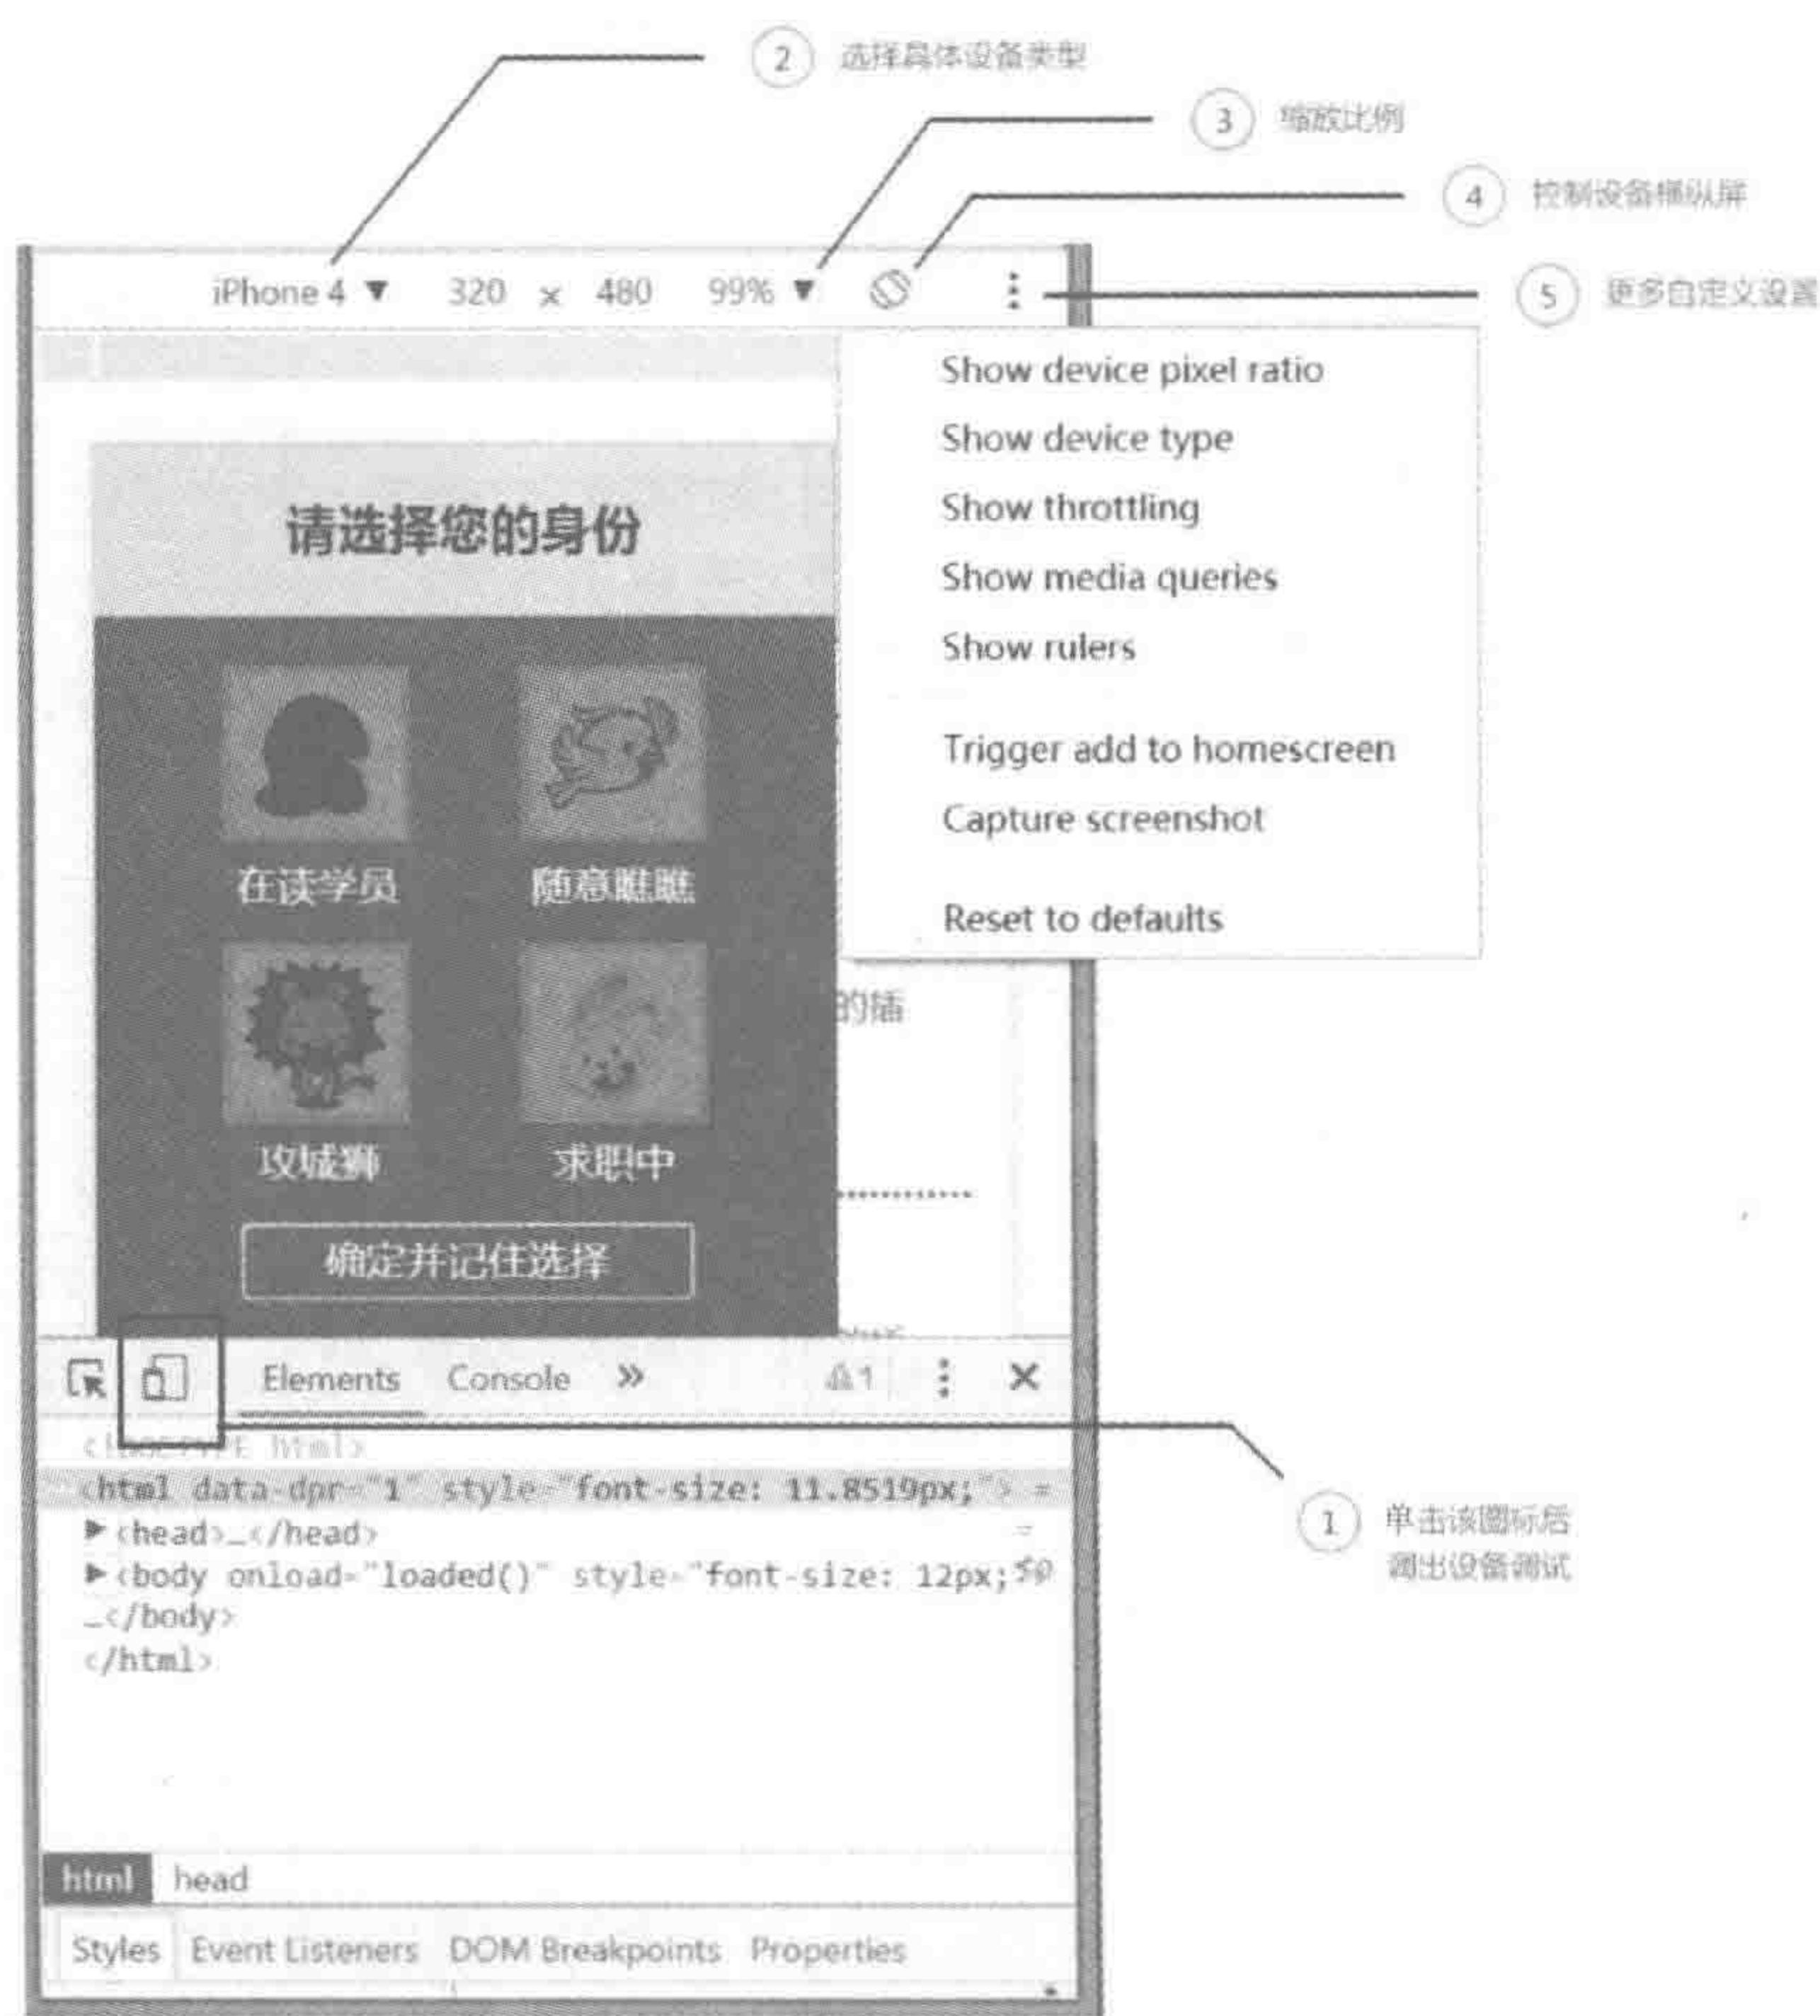 2 选择具体设备类型
3 缩放比例
4 控制设备横纵屏
iPhone 4 ▼ 320 × 480 99% ▼
5 更多自定义设置
Show device pixel ratio
Show device type
Show throttling
Show media queries
Show rulers
Trigger add to homescreen
Capture screenshot
Reset to defaults
请选择您的身份
在读学员 随意瞧瞧
的插
攻城狮 求职中
确定并记住选择
Elements Console » 1
<!DOCTYPE html>
<html data-dpr="1" style="font-size: 11.8519px;"> =
▶<head>…</head> =
▶<body onload="loaded()" style="font-size: 12px; $0
…</body>
</html>
1 单击该图标后
调出设备调试
html head
Styles Event Listeners DOM Breakpoints Properties